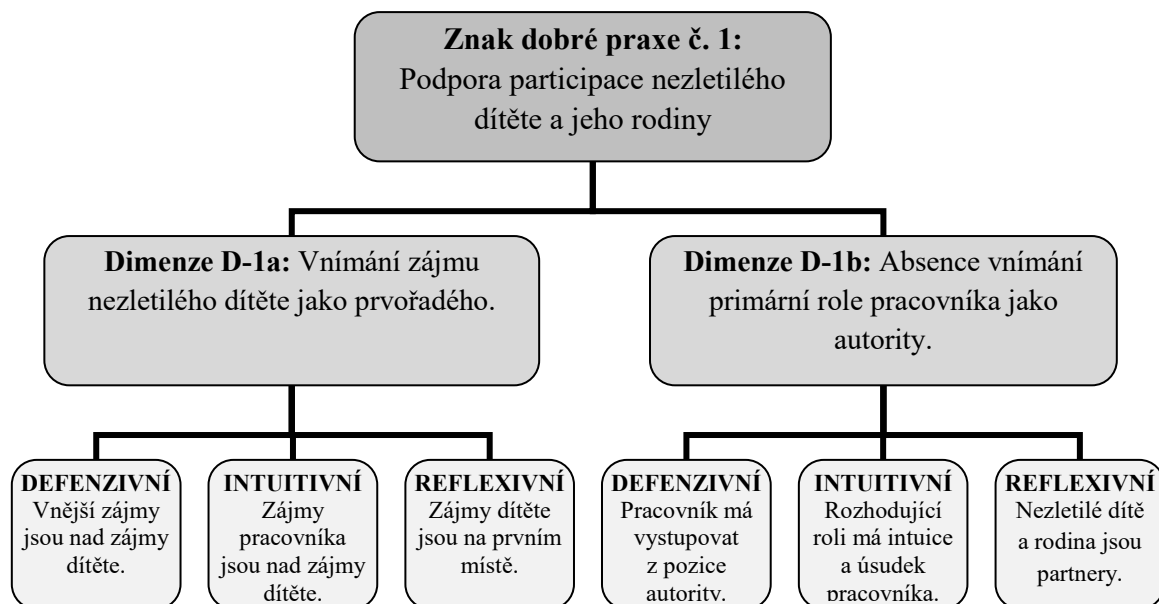 Znak dobré praxe č. 1:
Podpora participace nezletilého
dítěte a jeho rodiny
Dimenze D-1a: Vnímání zájmu
nezletilého dítěte jako prvořadého.
Dimenze D-1b: Absence vnímání
primární role pracovníka jako
autority.
DEFENZIVNÍ
Vnější zájmy
jsou nad zájmy
dítěte.
INTUITIVNÍ
Zájmy
pracovníka
jsou nad zájmy
dítěte.
REFLEXIVNÍ
Zájmy dítěte
jsou na prvním
místě.
DEFENZIVNÍ
Pracovník má
vystupovat
z pozice
autority.
INTUITIVNÍ
Rozhodující
roli má intuice
a úsudek
pracovníka.
REFLEXIVNÍ
Nezletilé dítě
a rodina jsou
partnery.